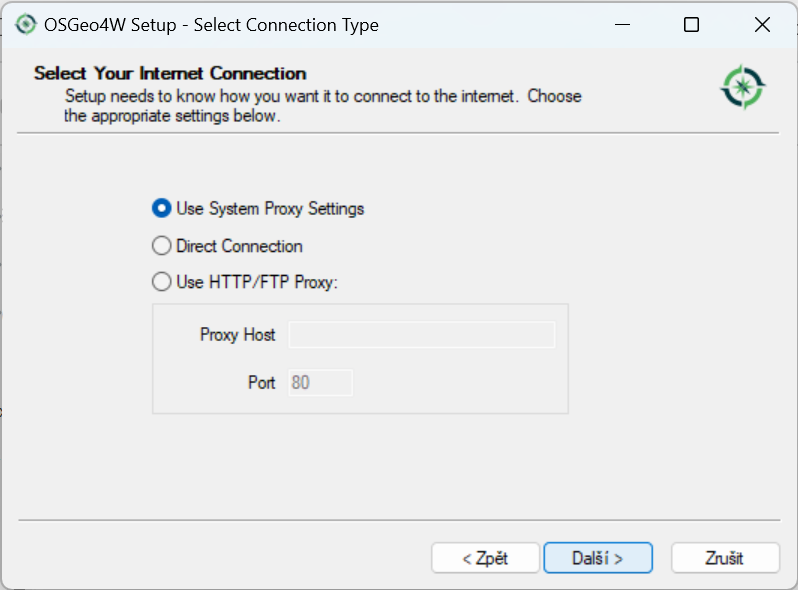 OSGeo4W Setup - Select Connection Type
Select Your Internet Connection
Setup needs to know how you want it to connect to the internet.  Choose
the appropriate settings below.
Use System Proxy Settings
Direct Connection
Use HTTP/FTP Proxy:
Proxy Host
Port 80
< Zpět Další > Zrušit